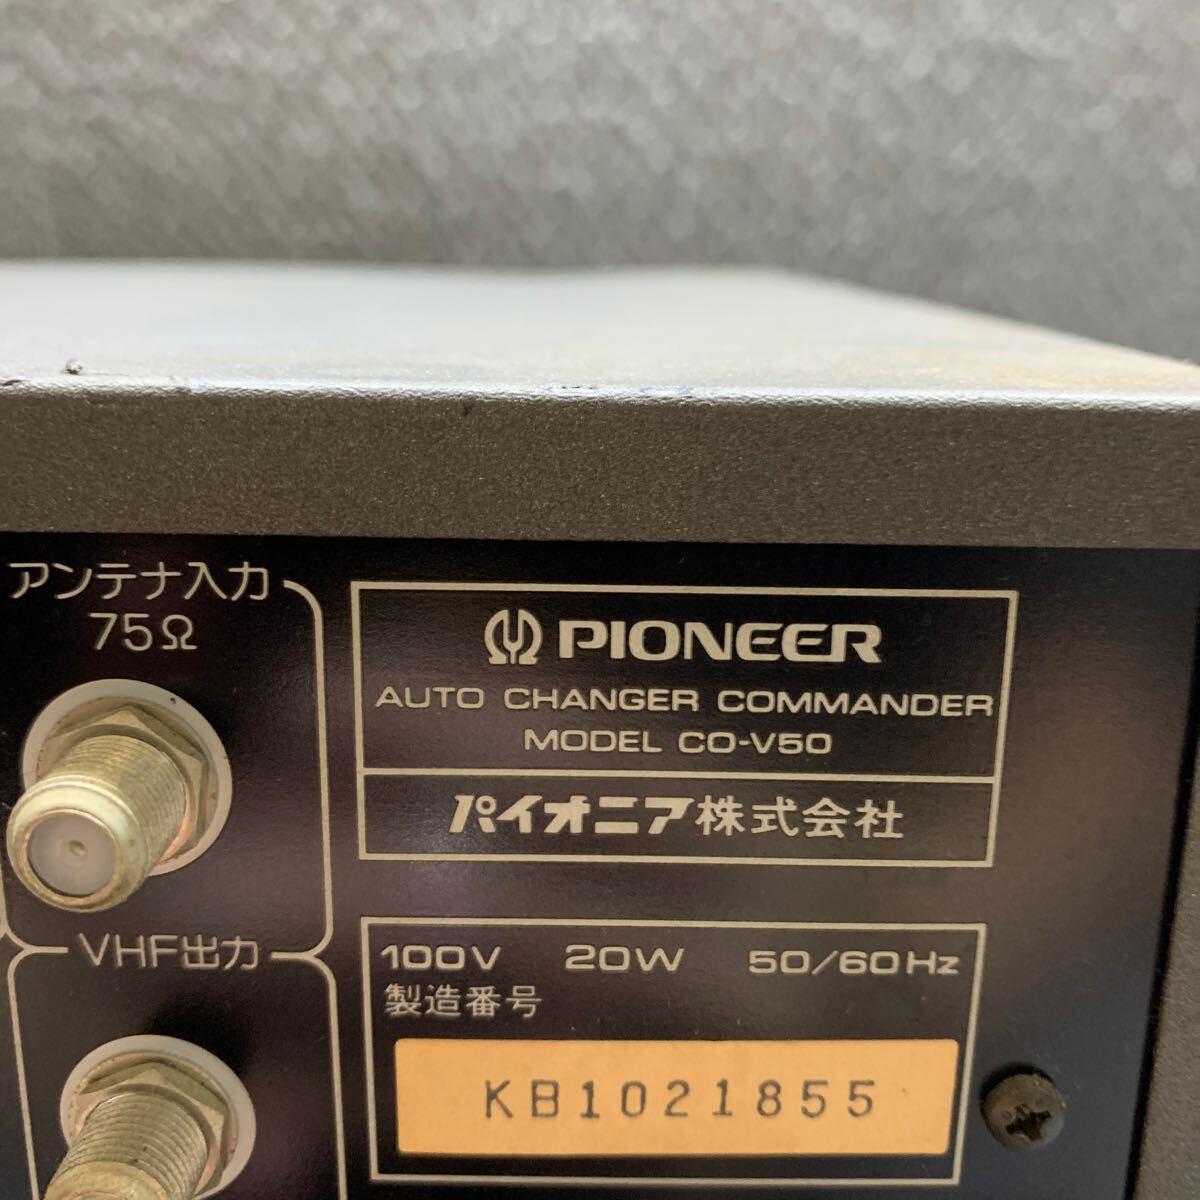 アンテナ入力
75Ω
PIONEER
AUTO CHANGER COMMANDER
MODEL CO-V50
パイオニア株式会社
VHF出力
100V 20W 50/60Hz
製造番号
KB1021855